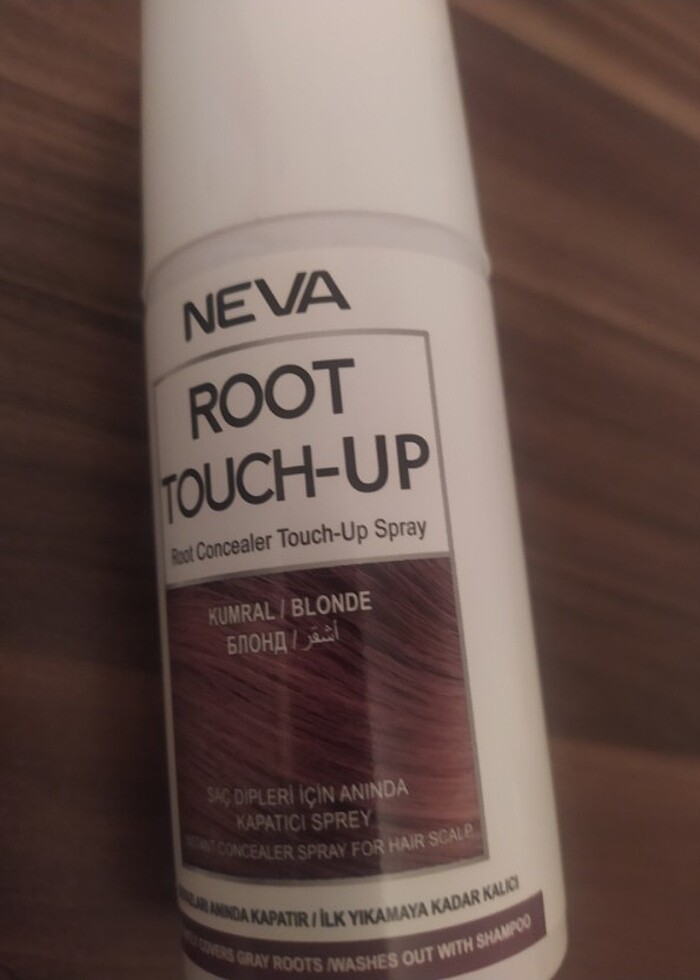 NEVA
ROOT
TOUCH-UP
Root Concealer Touch-Up Spray
KUMRAL / BLONDE
БЛОНД / أشقر
SAÇ DİPLERİ İÇİN ANINDA
KAPATICI SPREY
INSTANT CONCEALER SPRAY FOR HAIR SCALP
ANINDA KAPATIR / İLK YIKAMAYA KADAR KALICI
COVERS GRAY ROOTS /WASHES OUT WITH SHAMPOO